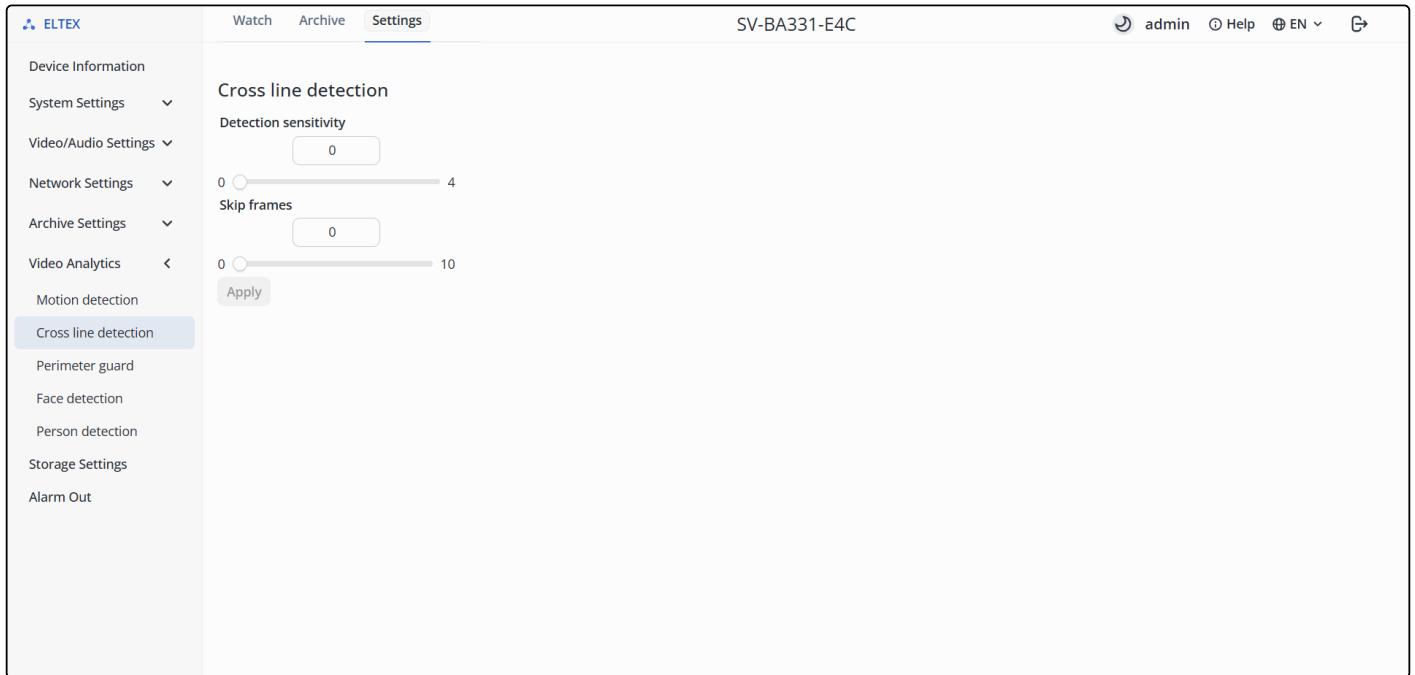 ELTEX
Watch Archive Settings
SV-BA331-E4C
admin Help EN
Device Information
System Settings
Video/Audio Settings
Network Settings
Archive Settings
Video Analytics
Motion detection
Cross line detection
Perimeter guard
Face detection
Person detection
Storage Settings
Alarm Out
Cross line detection
Detection sensitivity
0
0 4
Skip frames
0
0 10
Apply